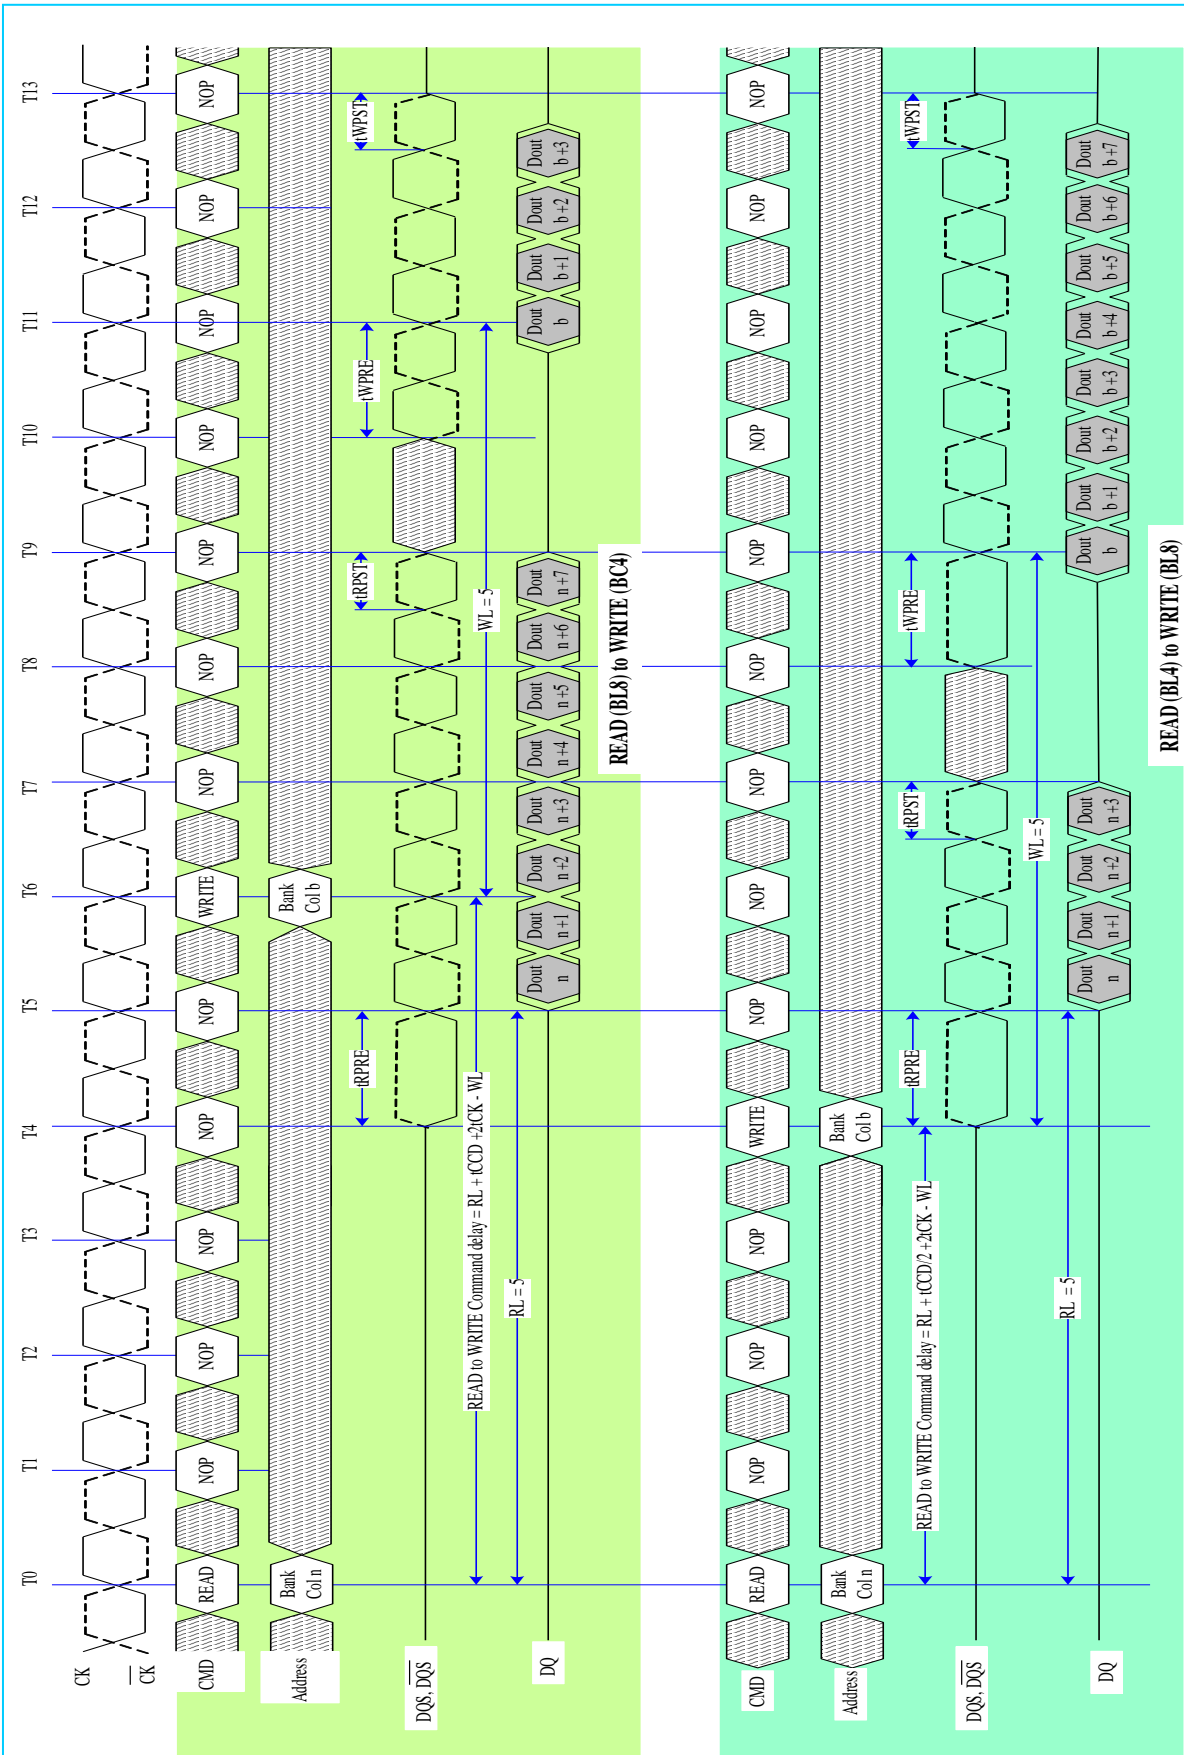 T0 T1 T2 T3 T4 T5 T6 T7 T8 T9 T10 T11 T12 T13
CK
CK
CMD READ NOP NOP NOP NOP NOP WRITE NOP NOP NOP NOP NOP NOP NOP
Address
Bank
Col n
Bank
Col b
tRPRE tRPST tWPRE tWPST
DQS, DQS
READ to WRITE Command delay = RL + tCCD +2tCK - WL
WL = 5
RL = 5
DQ
Dout
n
Dout
n+1
Dout
n+2
Dout
n+3
Dout
n+4
Dout
n+5
Dout
n+6
Dout
n+7
Dout
b
Dout
b+1
Dout
b+2
Dout
b+3
READ (BL8) to WRITE (BC4)
CMD READ NOP NOP NOP WRITE NOP NOP NOP NOP NOP NOP NOP NOP NOP
Address
Bank
Col n
Bank
Col b
tRPRE tRPST tWPRE tWPST
READ to WRITE Command delay = RL + tCCD/2 +2tCK - WL
DQS, DQS
WL = 5
RL = 5
DQ
Dout
n
Dout
n+1
Dout
n+2
Dout
n+3
Dout
b
Dout
b+1
Dout
b+2
Dout
b+3
Dout
b+4
Dout
b+5
Dout
b+6
Dout
b+7
READ (BL4) to WRITE (BL8)